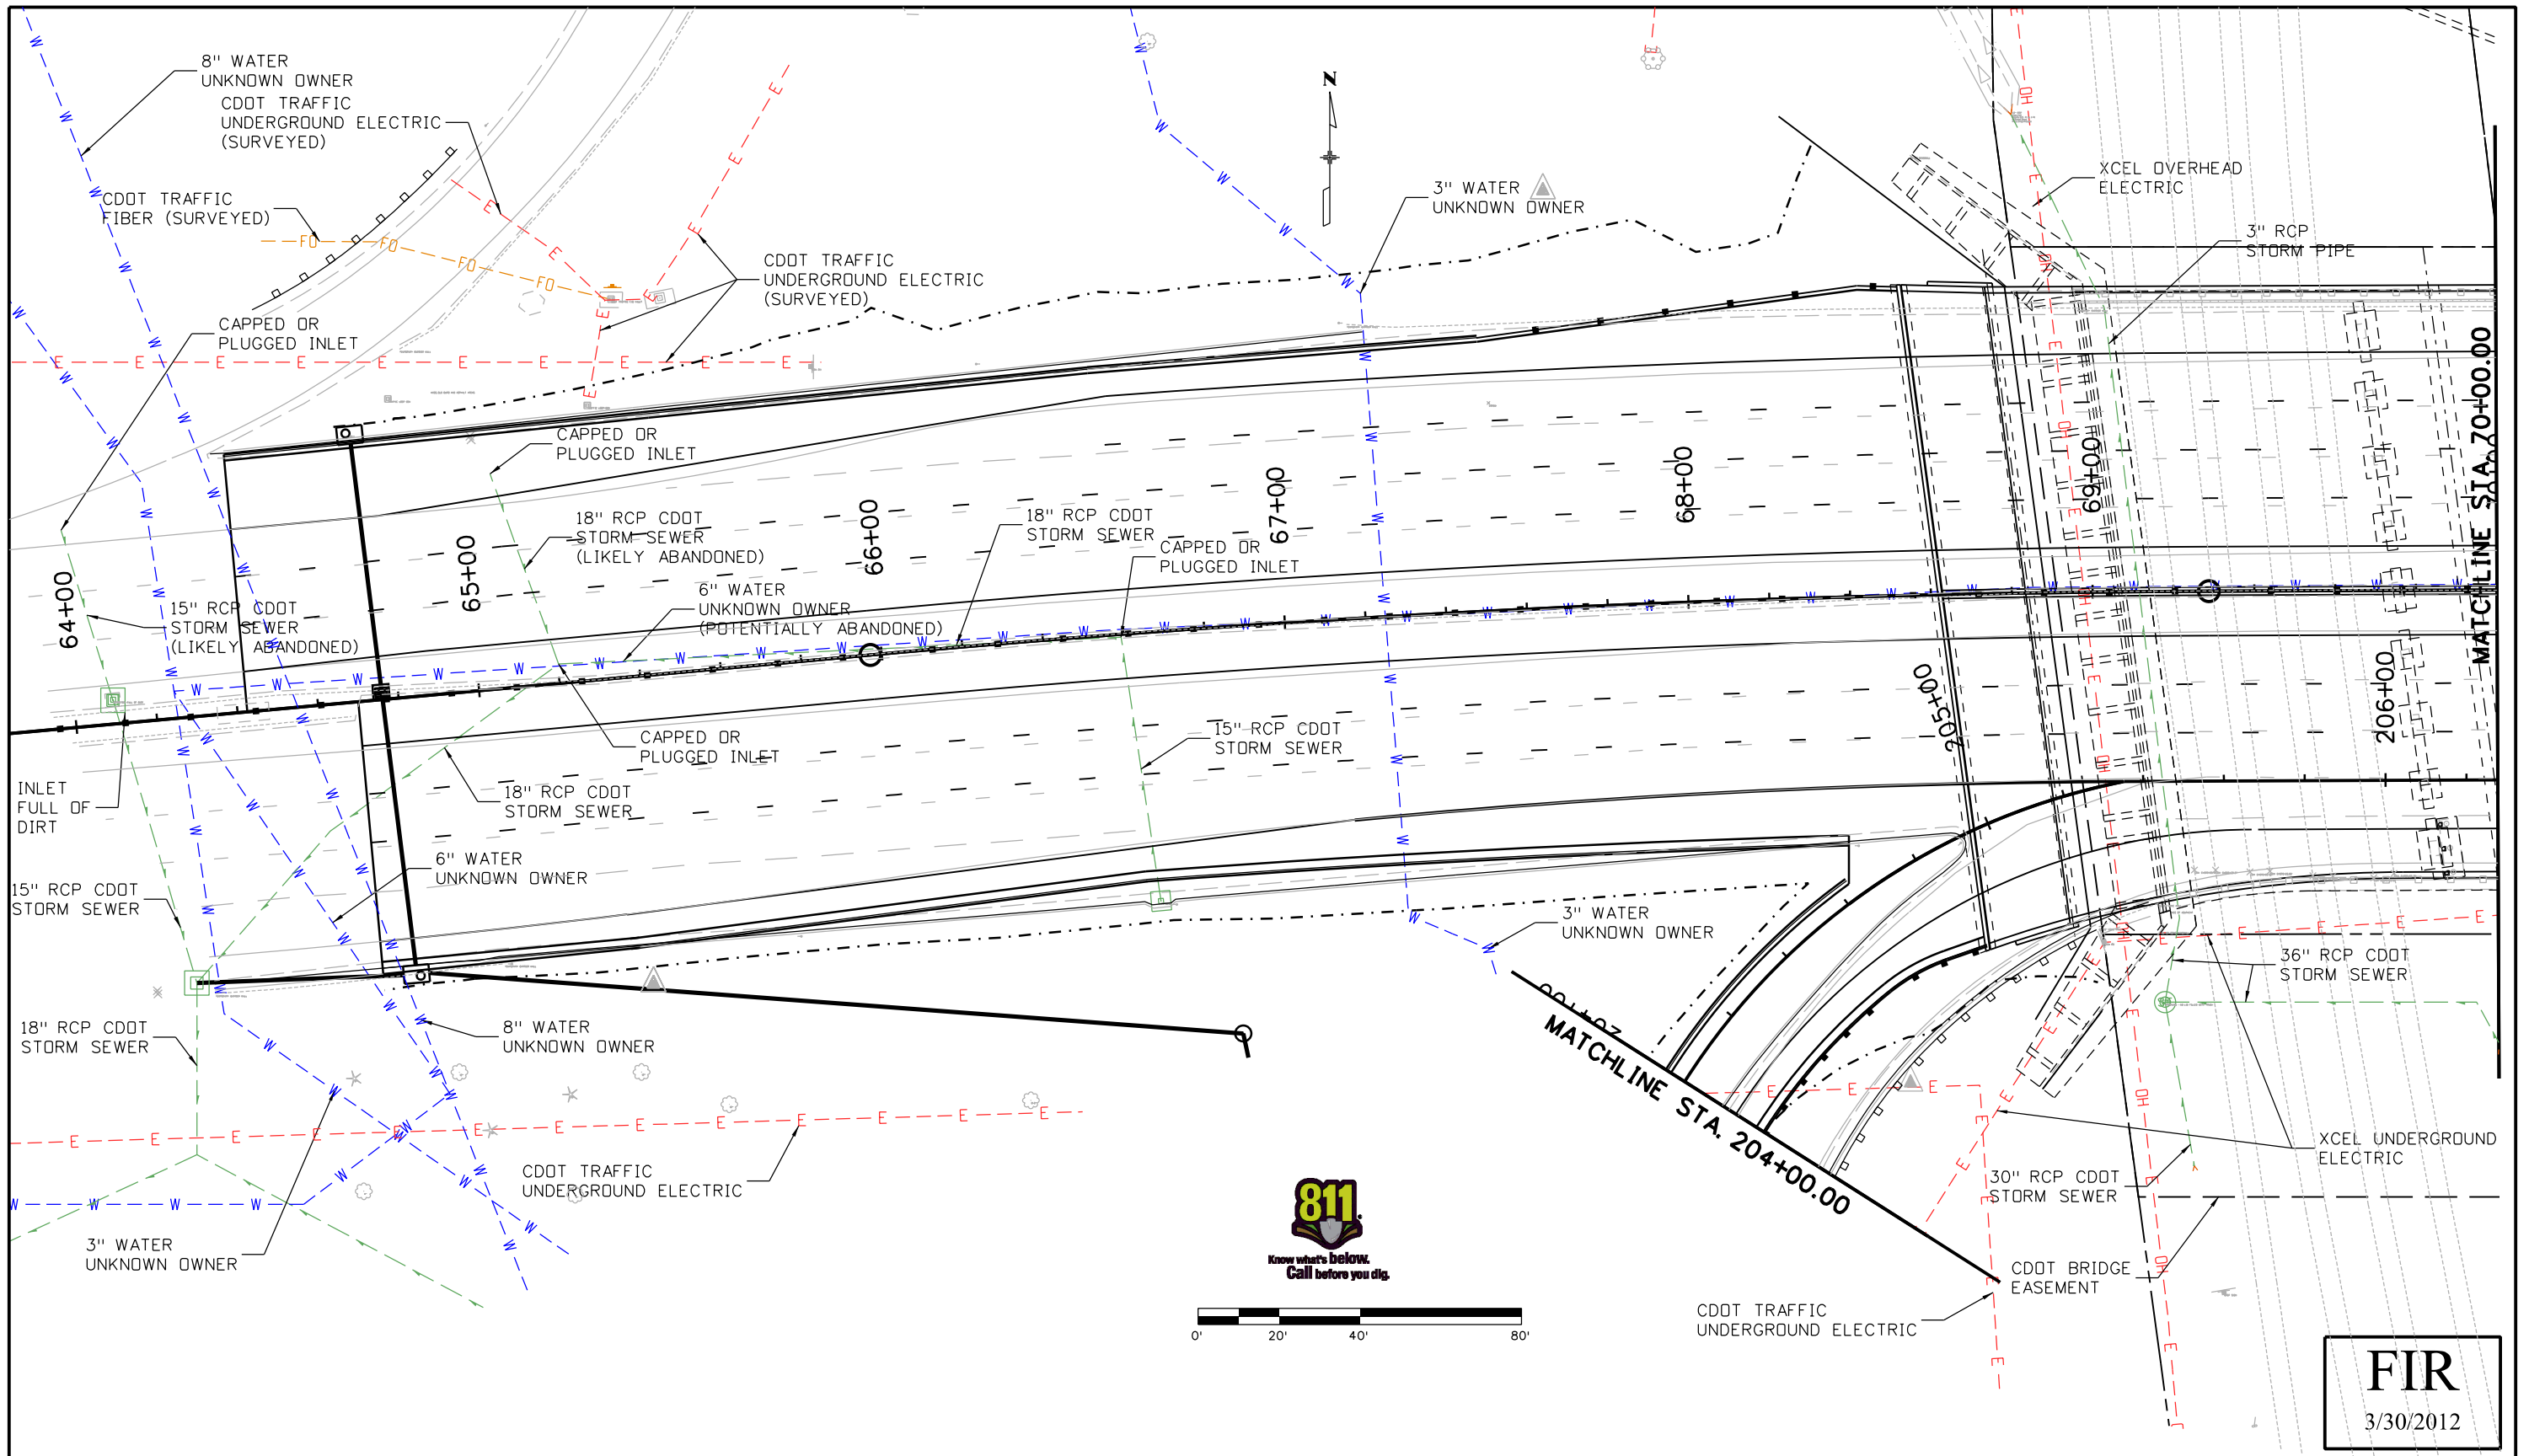 8" WATER
UNKNOWN OWNER
CDOT TRAFFIC
UNDERGROUND ELECTRIC
(SURVEYED)
CDOT TRAFFIC
FIBER (SURVEYED)
CAPPED OR
PLUGGED INLET
CDOT TRAFFIC
UNDERGROUND ELECTRIC
(SURVEYED)
N
3" WATER
UNKNOWN OWNER
XCEL OVERHEAD
ELECTRIC
3" RCP
STORM PIPE
CAPPED OR
PLUGGED INLET
18" RCP CDOT
STORM SEWER
(LIKELY ABANDONED)
18" RCP CDOT
STORM SEWER
CAPPED OR
PLUGGED INLET
64+00
65+00
66+00
67+00
68+00
69+00
MATCHLINE STA. 70+00.00
15" RCP CDOT
STORM SEWER
(LIKELY ABANDONED)
6" WATER
UNKNOWN OWNER
(POTENTIALLY ABANDONED)
205+00
206+00
CAPPED OR
PLUGGED INLET
15" RCP CDOT
STORM SEWER
INLET
FULL OF
DIRT
18" RCP CDOT
STORM SEWER
6" WATER
UNKNOWN OWNER
15" RCP CDOT
STORM SEWER
3" WATER
UNKNOWN OWNER
36" RCP CDOT
STORM SEWER
18" RCP CDOT
STORM SEWER
8" WATER
UNKNOWN OWNER
204+00
MATCHLINE STA. 204+00.00
CDOT TRAFFIC
UNDERGROUND ELECTRIC
XCEL UNDERGROUND
ELECTRIC
30" RCP CDOT
STORM SEWER
3" WATER
UNKNOWN OWNER
811
Know what's below.
Call before you dig.
CDOT BRIDGE
EASEMENT
CDOT TRAFFIC
UNDERGROUND ELECTRIC
0' 20' 40' 80'
FIR
3/30/2012